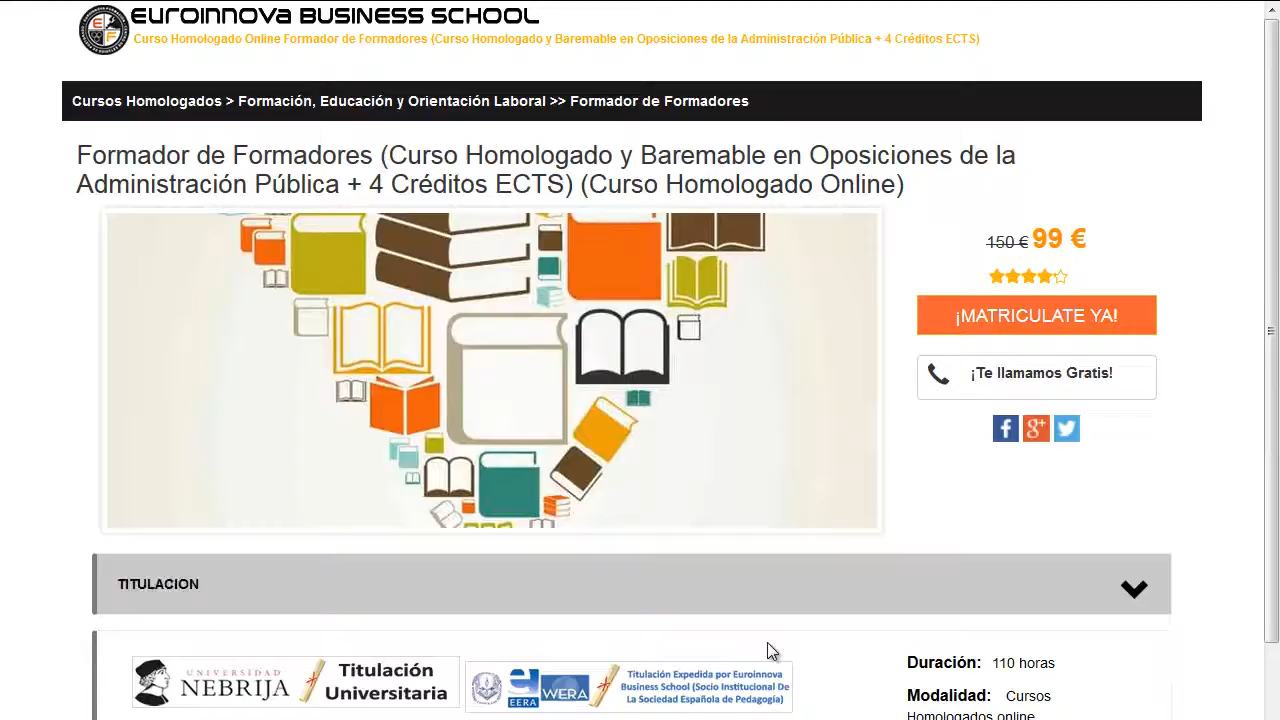 EUROINNOVA BUSINESS SCHOOL
Curso Homologado Online Formador de Formadores (Curso Homologado y Baremable en Oposiciones de la Administración Pública + 4 Créditos ECTS)
Cursos Homologados > Formación, Educación y Orientación Laboral >> Formador de Formadores
Formador de Formadores (Curso Homologado y Baremable en Oposiciones de la
Administración Pública + 4 Créditos ECTS) (Curso Homologado Online)
150 € 99 €
¡MATRICULATE YA!
¡Te llamamos Gratis!
TITULACION
UNIVERSIDAD
NEBRIJA
Titulación
Universitaria
EERA
WERA
Titulación Expedida por Euroinnova
Business School (Socio Institucional De
La Sociedad Española de Pedagogía)
Duración: 110 horas
Modalidad: Cursos
Homologados online